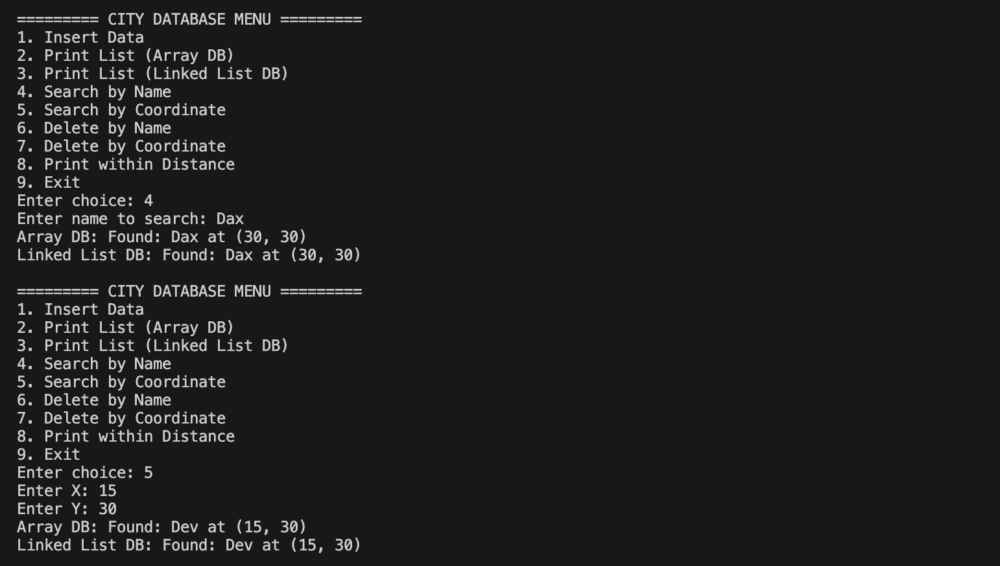 ========= CITY DATABASE MENU =========
1. Insert Data
2. Print List (Array DB)
3. Print List (Linked List DB)
4. Search by Name
5. Search by Coordinate
6. Delete by Name
7. Delete by Coordinate
8. Print within Distance
9. Exit
Enter choice: 4
Enter name to search: Dax
Array DB: Found: Dax at (30, 30)
Linked List DB: Found: Dax at (30, 30)

========= CITY DATABASE MENU =========
1. Insert Data
2. Print List (Array DB)
3. Print List (Linked List DB)
4. Search by Name
5. Search by Coordinate
6. Delete by Name
7. Delete by Coordinate
8. Print within Distance
9. Exit
Enter choice: 5
Enter X: 15
Enter Y: 30
Array DB: Found: Dev at (15, 30)
Linked List DB: Found: Dev at (15, 30)